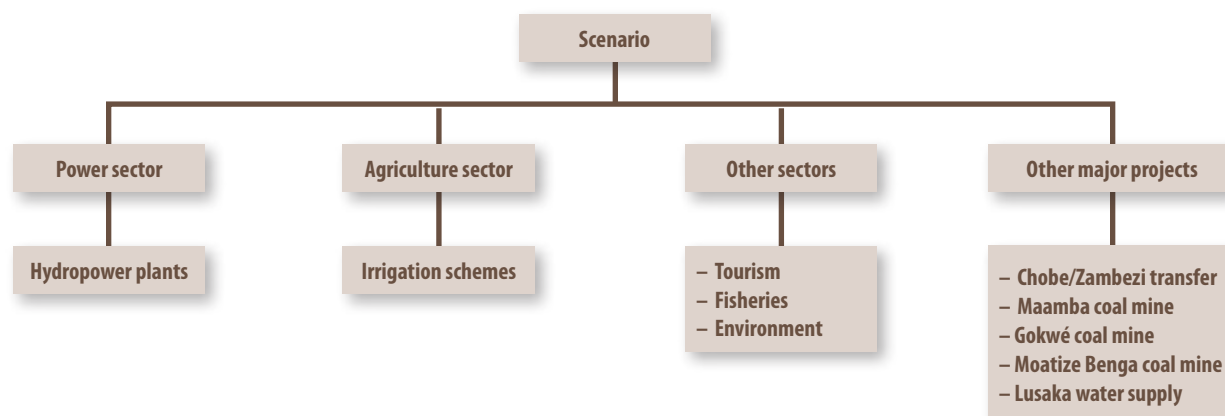 Scenario
Power sector
Agriculture sector
Other sectors
Other major projects
Hydropower plants
Irrigation schemes
– Tourism
– Fisheries
– Environment
– Chobe/Zambezi transfer
– Maamba coal mine
– Gokwé coal mine
– Moatize Benga coal mine
– Lusaka water supply